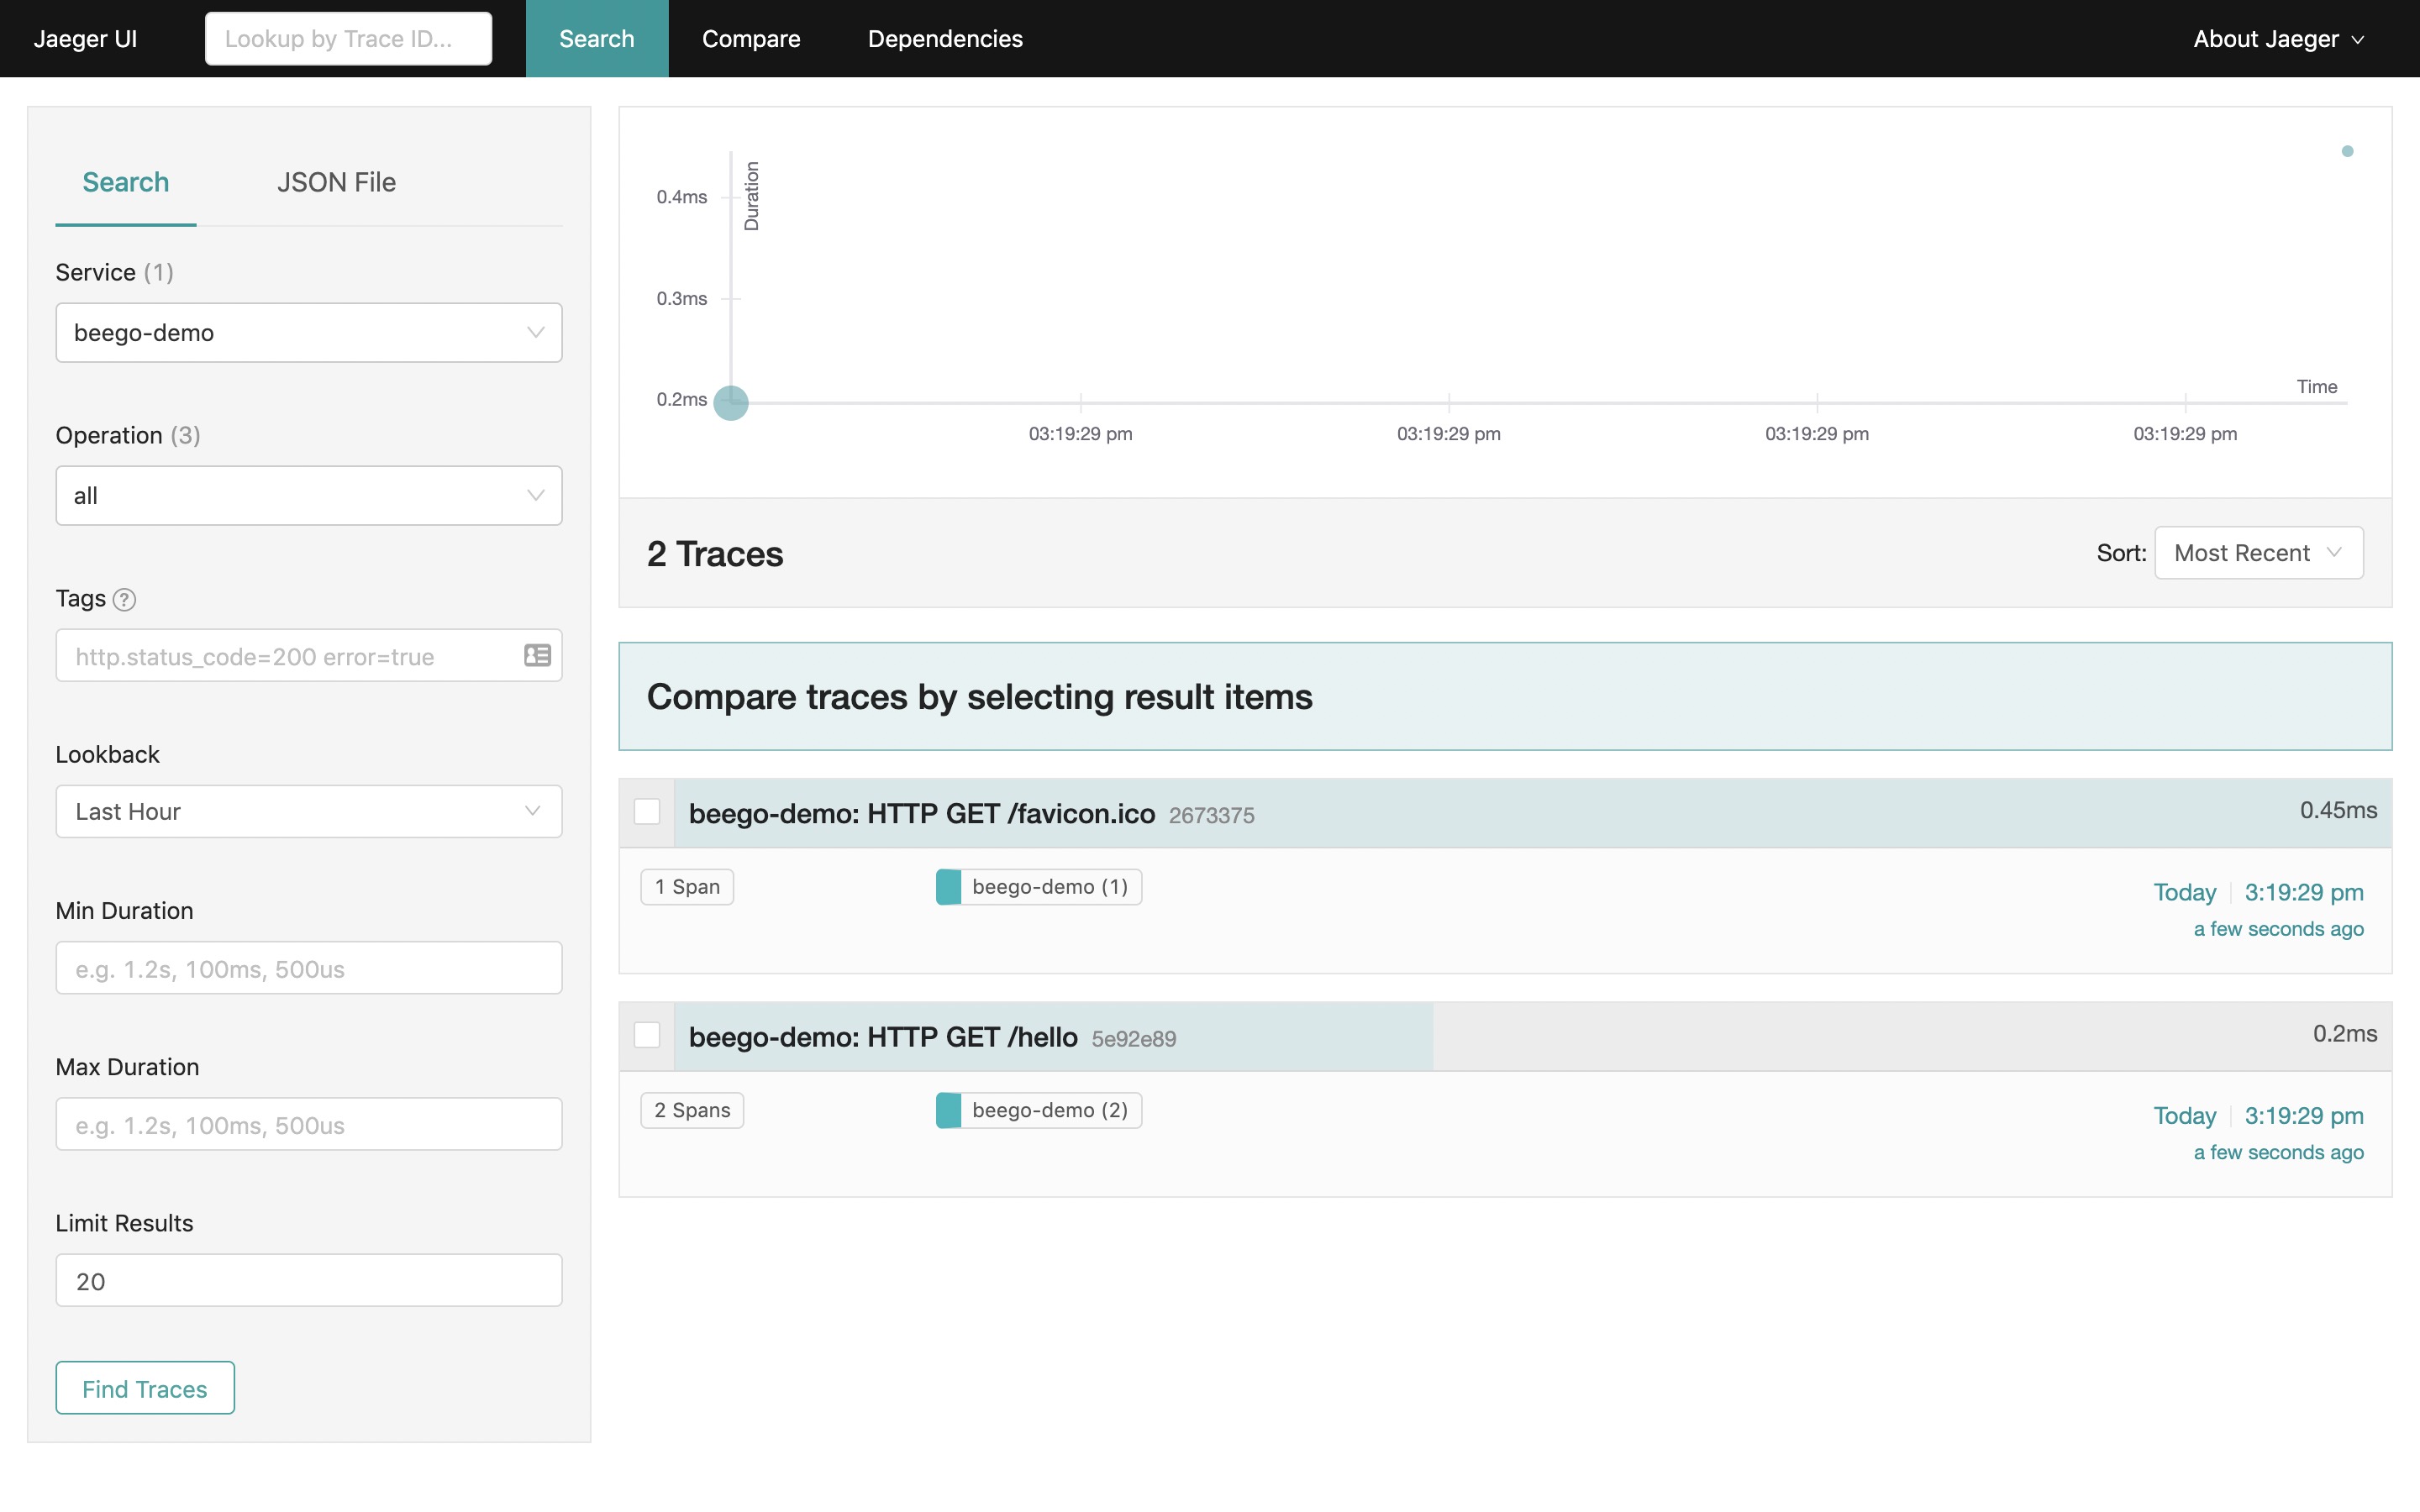 Jaeger UI
Lookup by Trace ID...
Search
Compare
Dependencies
About Jaeger
Search
JSON File
Service (1)
beego-demo
Operation (3)
all
Tags ?
http.status_code=200 error=true
Lookback
Last Hour
Min Duration
e.g. 1.2s, 100ms, 500us
Max Duration
e.g. 1.2s, 100ms, 500us
Limit Results
20
Find Traces
Duration
0.4ms
0.3ms
0.2ms
Time
03:19:29 pm
03:19:29 pm
03:19:29 pm
03:19:29 pm
2 Traces
Sort: Most Recent
Compare traces by selecting result items
beego-demo: HTTP GET /favicon.ico 2673375
0.45ms
1 Span
beego-demo (1)
Today 3:19:29 pm
a few seconds ago
beego-demo: HTTP GET /hello 5e92e89
0.2ms
2 Spans
beego-demo (2)
Today 3:19:29 pm
a few seconds ago